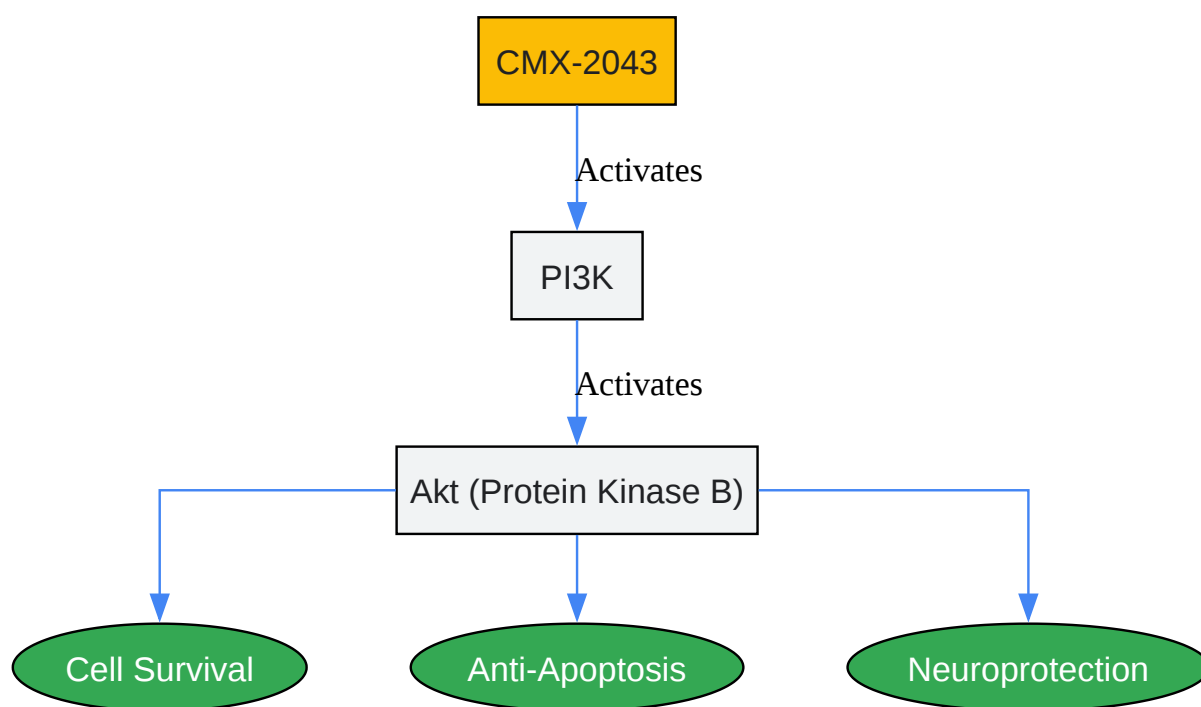 CMX-2043
Activates
PI3K
Activates
Akt (Protein Kinase B)
Cell Survival
Anti-Apoptosis
Neuroprotection